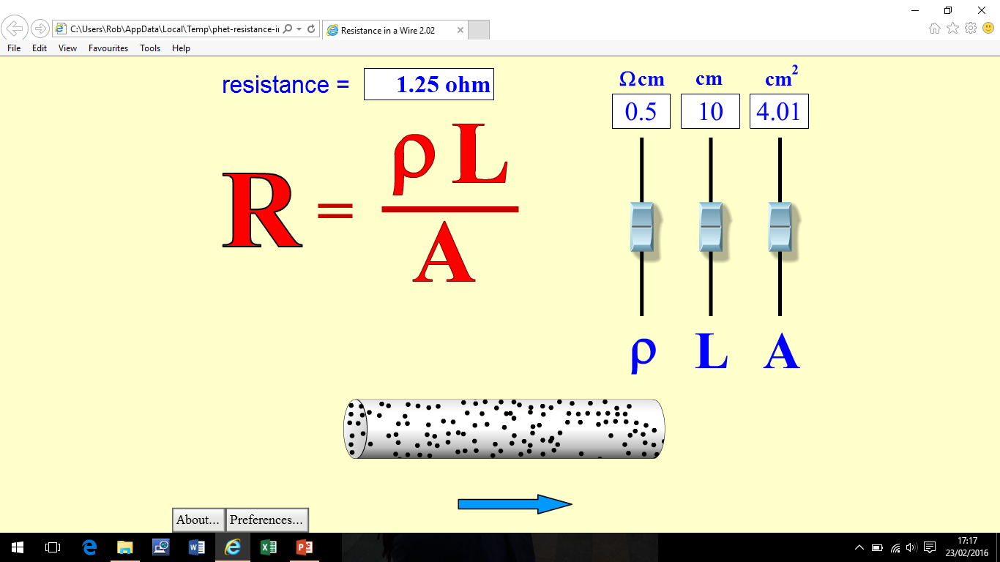 C:\Users\Rob\AppData\Local\Temp\phet-resistance-i
Resistance in a Wire 2.02
File Edit View Favourites Tools Help
resistance = 1.25 ohm
Ωcm cm cm²
0.5 10 4.01
R = ρ L
A
ρ L A
About... Preferences...
17:17
23/02/2016